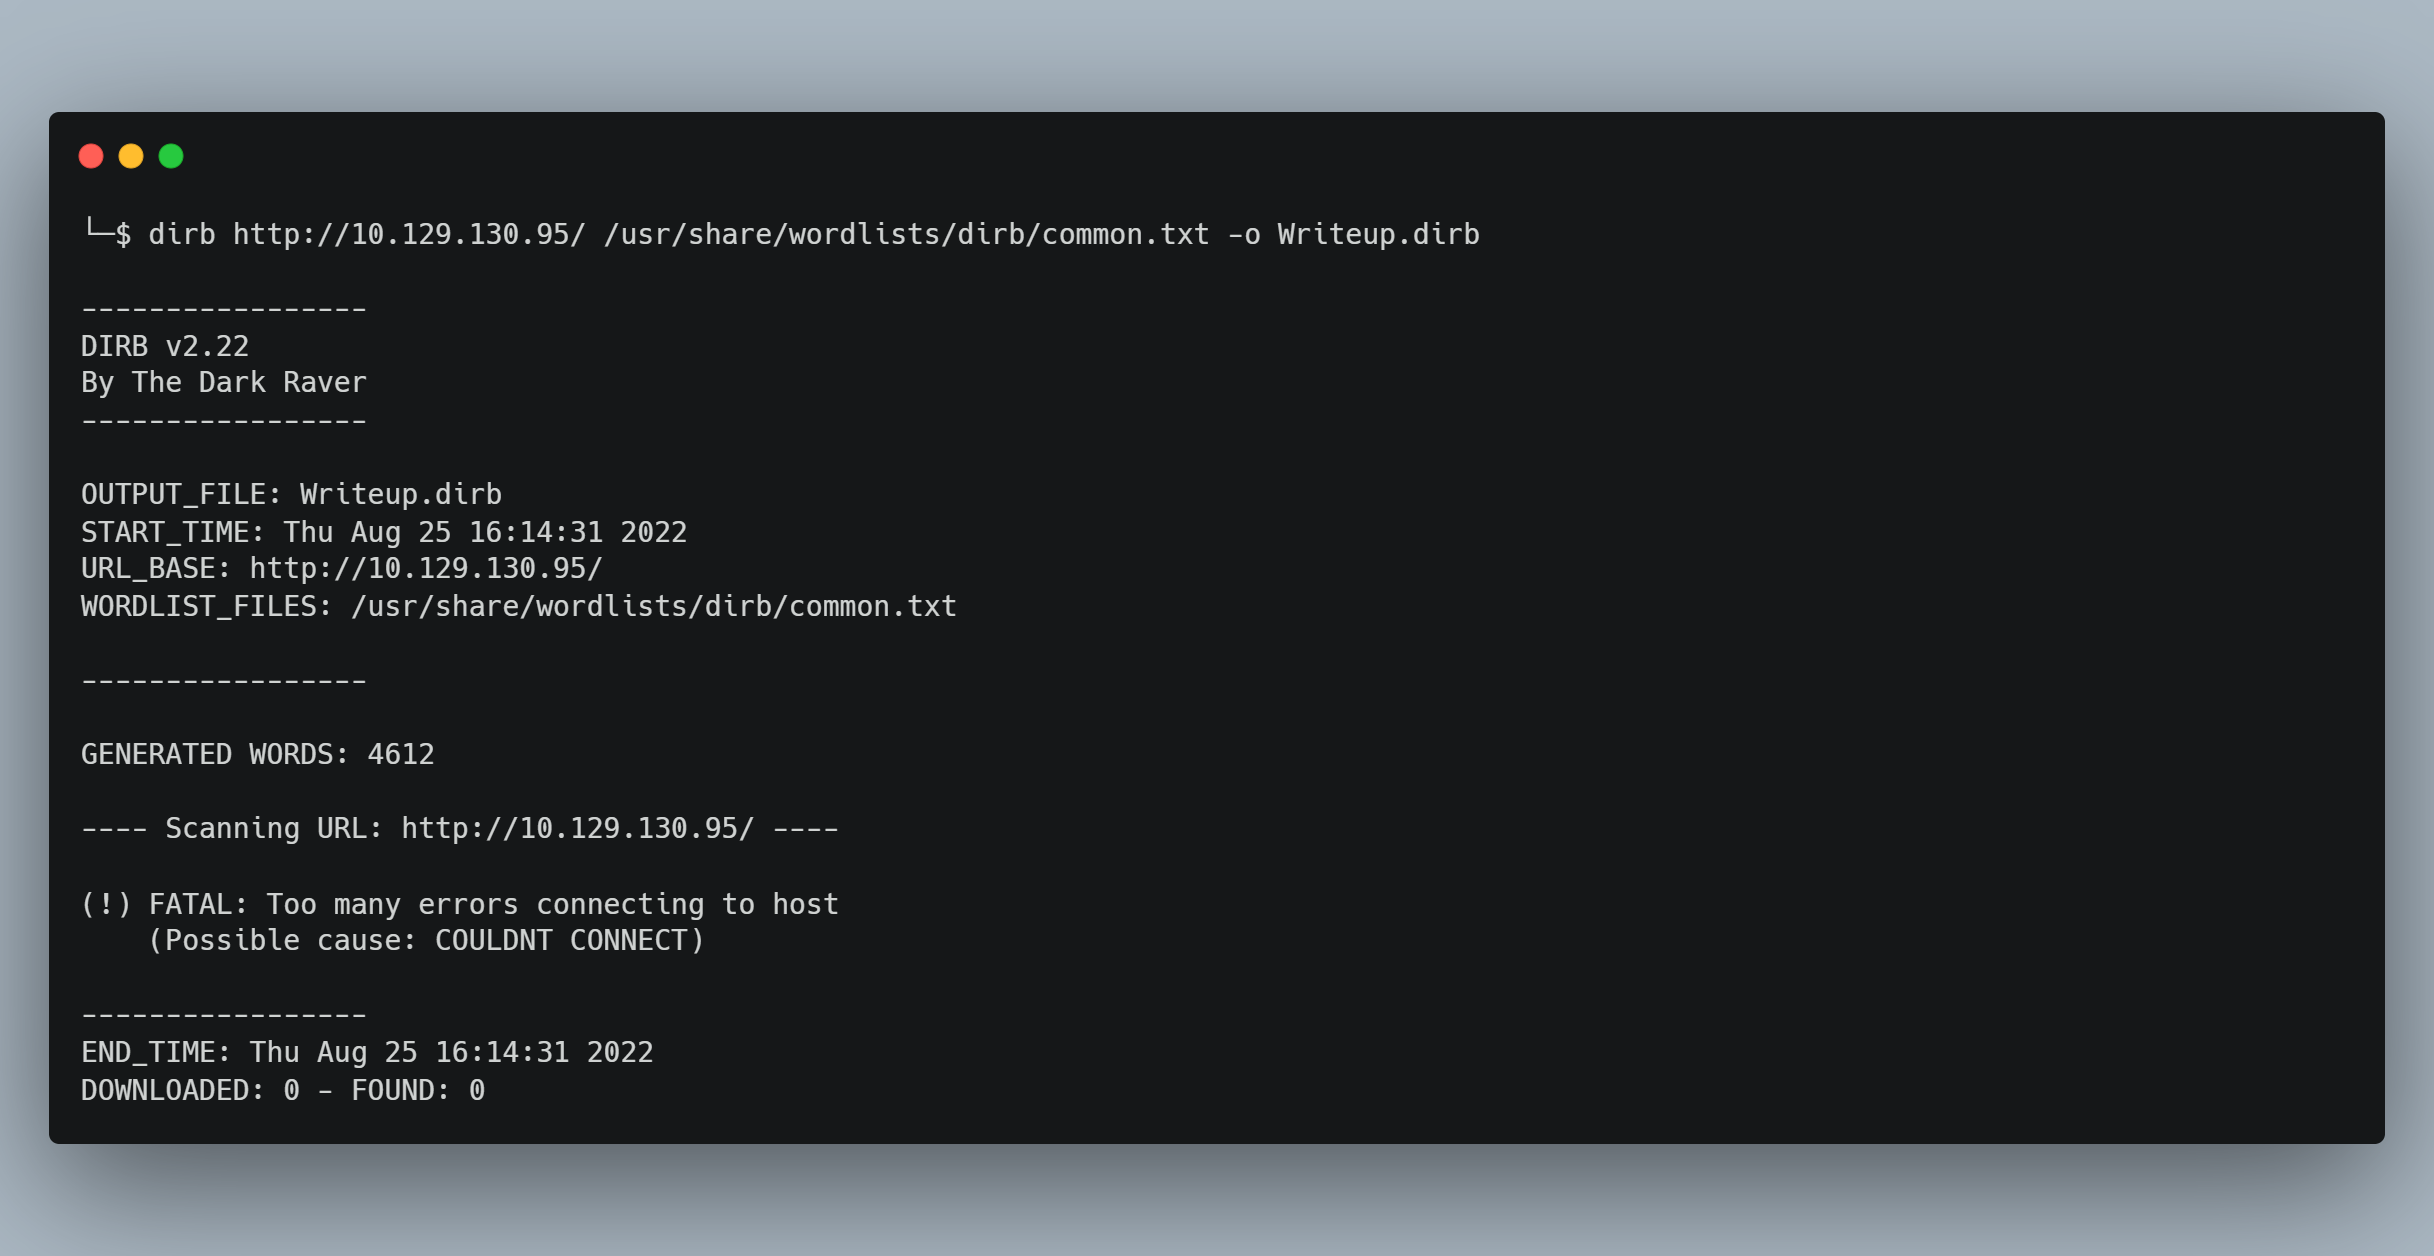 └─$ dirb http://10.129.130.95/ /usr/share/wordlists/dirb/common.txt -o Writeup.dirb
-----------------
DIRB v2.22
By The Dark Raver
-----------------
OUTPUT_FILE: Writeup.dirb
START_TIME: Thu Aug 25 16:14:31 2022
URL_BASE: http://10.129.130.95/
WORDLIST_FILES: /usr/share/wordlists/dirb/common.txt
-----------------
GENERATED WORDS: 4612
---- Scanning URL: http://10.129.130.95/ ----
(!) FATAL: Too many errors connecting to host
    (Possible cause: COULDNT CONNECT)
-----------------
END_TIME: Thu Aug 25 16:14:31 2022
DOWNLOADED: 0 - FOUND: 0